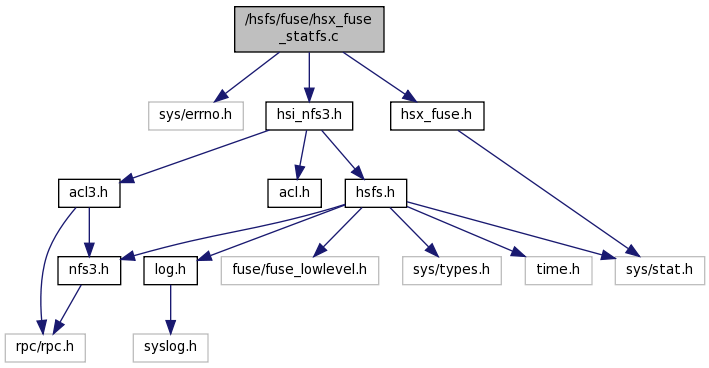 /hsfs/fuse/hsx_fuse
_statfs.c
sys/errno.h
hsi_nfs3.h
hsx_fuse.h
acl3.h
acl.h
hsfs.h
nfs3.h
log.h
fuse/fuse_lowlevel.h
sys/types.h
time.h
sys/stat.h
rpc/rpc.h
syslog.h